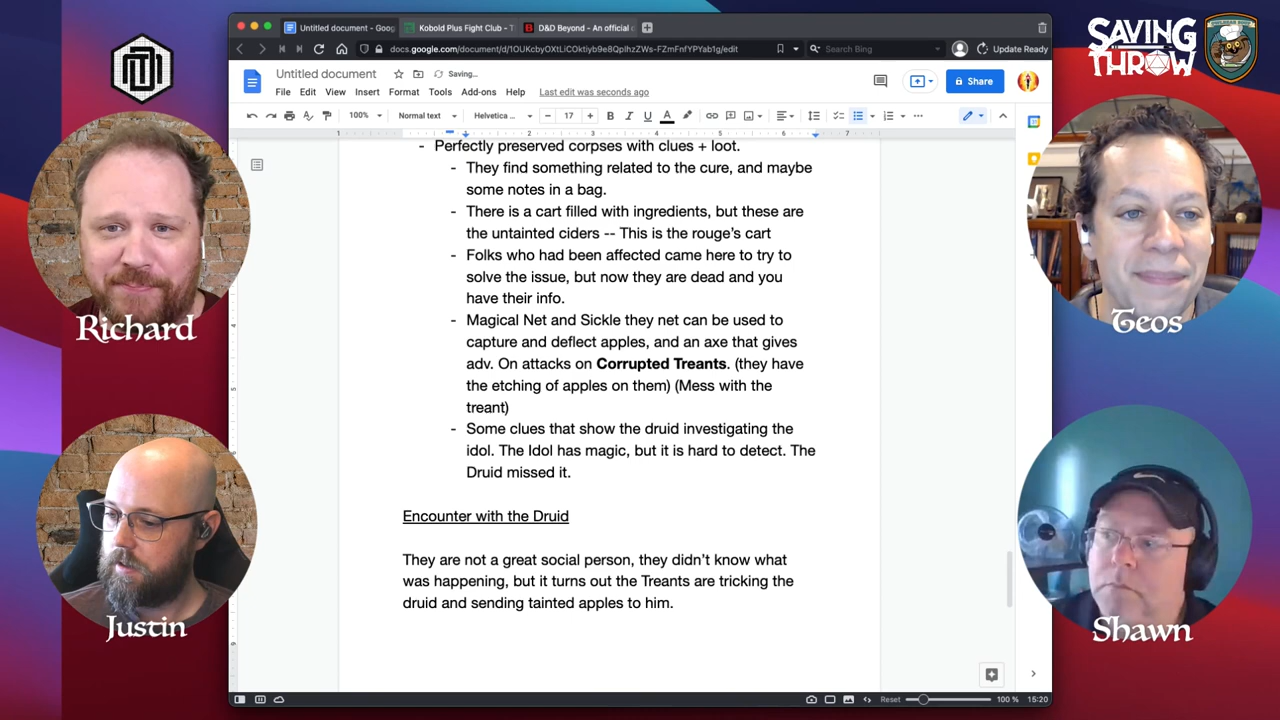 Untitled document - Goog
Kobold Plus Fight Club - T
D&D Beyond - An official
docs.google.com/document/d/10UKcbyOXtLiCOktiyb9e8QplhzZWs-FZmFnfYPYab1g/edit
Search Bing
Update Ready
SAVING
THROW
Untitled document
Saving...
File Edit View Insert Format Tools Add-ons Help Last edit was seconds ago
Share
100% Normal text Helvetica ... 17 B I U A
1 1 2 3 4 5 6 7
- Perfectly preserved corpses with clues + loot.
- They find something related to the cure, and maybe
some notes in a bag.
- There is a cart filled with ingredients, but these are
the untainted ciders -- This is the rouge's cart
- Folks who had been affected came here to try to
solve the issue, but now they are dead and you
have their info.
- Magical Net and Sickle they net can be used to
capture and deflect apples, and an axe that gives
adv. On attacks on Corrupted Treants. (they have
the etching of apples on them) (Mess with the
treant)
- Some clues that show the druid investigating the
idol. The Idol has magic, but it is hard to detect. The
Druid missed it.
Encounter with the Druid
They are not a great social person, they didn't know what
was happening, but it turns out the Treants are tricking the
druid and sending tainted apples to him.
Richard
Teos
Justin
Shawn
Reset 100 % 15:20